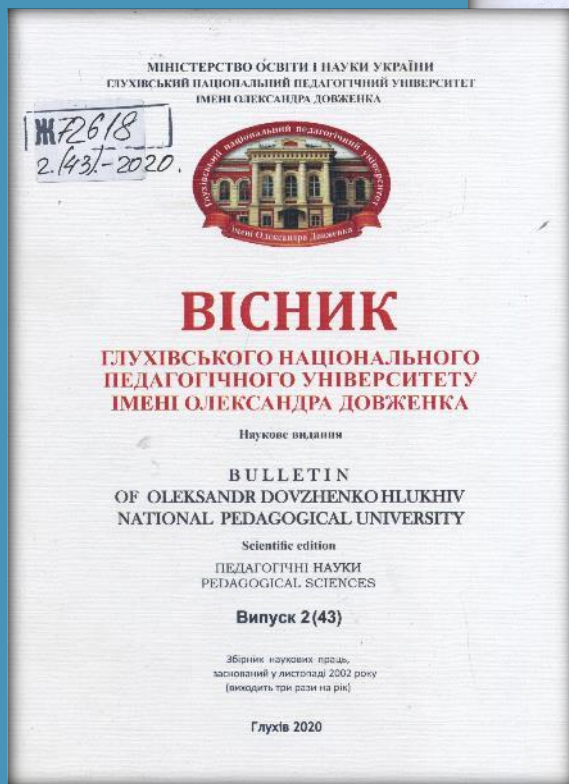 МІНІСТЕРСТВО ОСВІТИ І НАУКИ УКРАЇНИ
ГЛУХІВСЬКИЙ НАЦІОНАЛЬНИЙ ПЕДАГОГІЧНИЙ УНІВЕРСИТЕТ
ІМЕНІ ОЛЕКСАНДРА ДОВЖЕНКА
Ж72618
2.(43).-2020.
Глухівський національний педагогічний університет
імені Олександра Довженка
ВІСНИК
ГЛУХІВСЬКОГО НАЦІОНАЛЬНОГО
ПЕДАГОГІЧНОГО УНІВЕРСИТЕТУ
ІМЕНІ ОЛЕКСАНДРА ДОВЖЕНКА
Наукове видання
BULLETIN
OF OLEKSANDR DOVZHENKO HLUKHIV
NATIONAL PEDAGOGICAL UNIVERSITY
Scientific edition
ПЕДАГОГІЧНІ НАУКИ
PEDAGOGICAL SCIENCES
Випуск 2(43)
Збірник наукових праць,
заснований у листопаді 2002 року
(виходить три рази на рік)
Глухів 2020